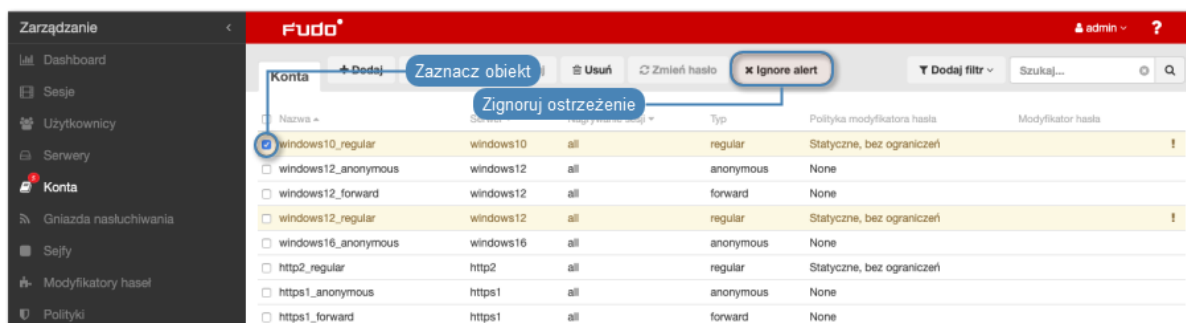 Zarządzanie <
Fudo
admin
?
Dashboard
Sesje
Użytkownicy
Serwery
Konta
Gniazda nasłuchiwania
Sejfy
Modyfikatory haseł
Polityki
Konta
+ Dodaj
Zaznacz obiekt
Usuń
Zmień hasło
x Ignore alert
Dodaj filtr
Szukaj...
Zignoruj ostrzeżenie
Nazwa
Typ
Polityka modyfikatora hasła
Modyfikator hasła
windows10_regular windows10 all regular Statyczne, bez ograniczeń !
windows12_anonymous windows12 all anonymous None
windows12_forward windows12 all forward None
windows12_regular windows12 all regular Statyczne, bez ograniczeń !
windows16_anonymous windows16 all anonymous None
http2_regular http2 all regular Statyczne, bez ograniczeń
https1_anonymous https1 all anonymous None
https1_forward https1 all forward None